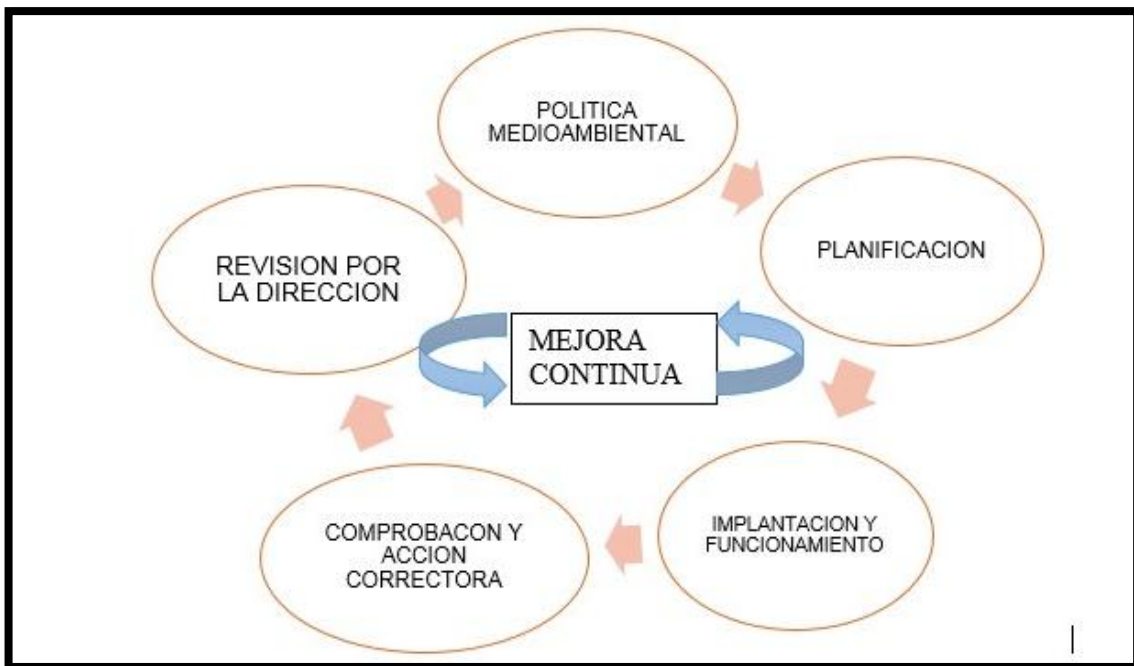 POLITICA
MEDIOAMBIENTAL
PLANIFICACION
IMPLANTACION Y
FUNCIONAMIENTO
COMPROBACON Y
ACCION
CORRECTORA
REVISION POR
LA DIRECCION
MEJORA
CONTINUA